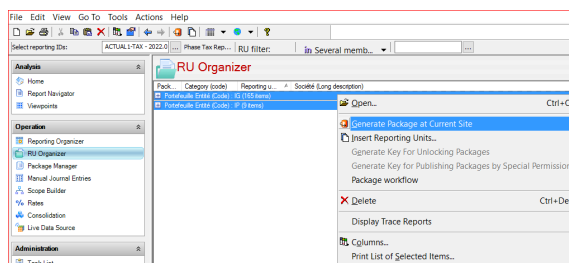 File Edit View Go To Tools Actions Help
Select reporting IDs: ACTUAL1-TAX - 2022.0 ... Phase Tax Rep... RU filter: in Several memb... ...
Analysis
RU Organizer
Home
Report Navigator
Viewpoints
Pack... Category (code) Reporting u... Société (Long description)
Portefeuille Entité (Code) : IG (165 items)
Portefeuille Entité (Code) : IP (9 items)
Open... Ctrl+C
Generate Package at Current Site
Insert Reporting Units...
Generate Key For Unlocking Packages
Generate Key for Publishing Packages by Special Permission
Package workflow
Delete Ctrl+De
Display Trace Reports
Columns...
Print List of Selected Items...
Operation
Reporting Organizer
RU Organizer
Package Manager
Manual Journal Entries
Scope Builder
Rates
Consolidation
Live Data Source
Administration
Task List